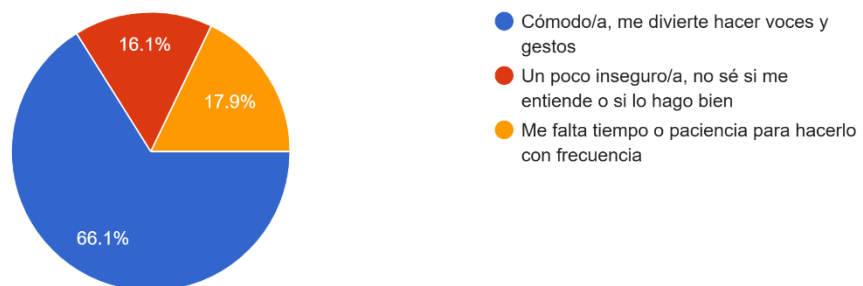 16.1%
17.9%
66.1%
Cómodo/a, me divierte hacer voces y
gestos
Un poco inseguro/a, no sé si me
entiende o si lo hago bien
Me falta tiempo o paciencia para hacerlo
con frecuencia